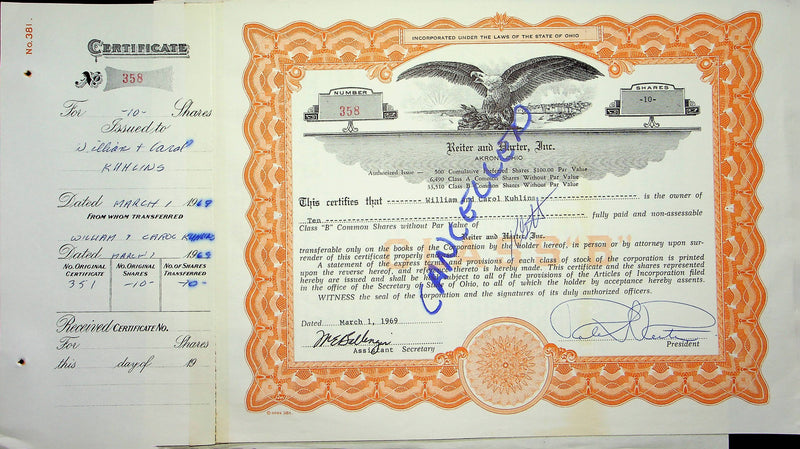 No. 381.
CERTIFICATE
No 358
For -10- Shares
Issued to
William & Carol
KUHLINS
Dated MARCH 1 1969
FROM WHOM TRANSFERRED
WILLIAM & CAROL KUHLINS
Dated MARCH 1 1969
NO. ORIGINAL CERTIFICATE NO. ORIGINAL SHARES NO. OF SHARES TRANSFERRED
351 -10- -10-
Received CERTIFICATE NO.
For Shares
this day of 19
INCORPORATED UNDER THE LAWS OF THE STATE OF OHIO
NUMBER
358
SHARES
-10-
Reiter and Harter, Inc.
AKRON, OHIO
Authorized Issue — 500 Cumulative Preferred Shares $100.00 Par Value
6,490 Class A Common Shares Without Par Value
35,510 Class B Common Shares Without Par Value
This certifies that William and Carol Kuhlins is the owner of
Ten fully paid and non-assessable
Class "B" Common Shares without Par Value of
Reiter and Harter, Inc.
transferable only on the books of the Corporation by the holder hereof in person or by attorney upon sur-
render of this certificate properly endorsed.
A statement of the express terms and provisions of each class of stock of the corporation is printed
upon the reverse hereof, and reference thereto is hereby made. This certificate and the shares represented
hereby are issued and shall be held subject to all of the provisions of the Articles of Incorporation filed
in the office of the Secretary of State of Ohio, to all of which the holder by acceptance hereby assents.
WITNESS the seal of the corporation and the signatures of its duly authorized officers.
CANCELLED
Dated March 1, 1969
Assistant Secretary
President